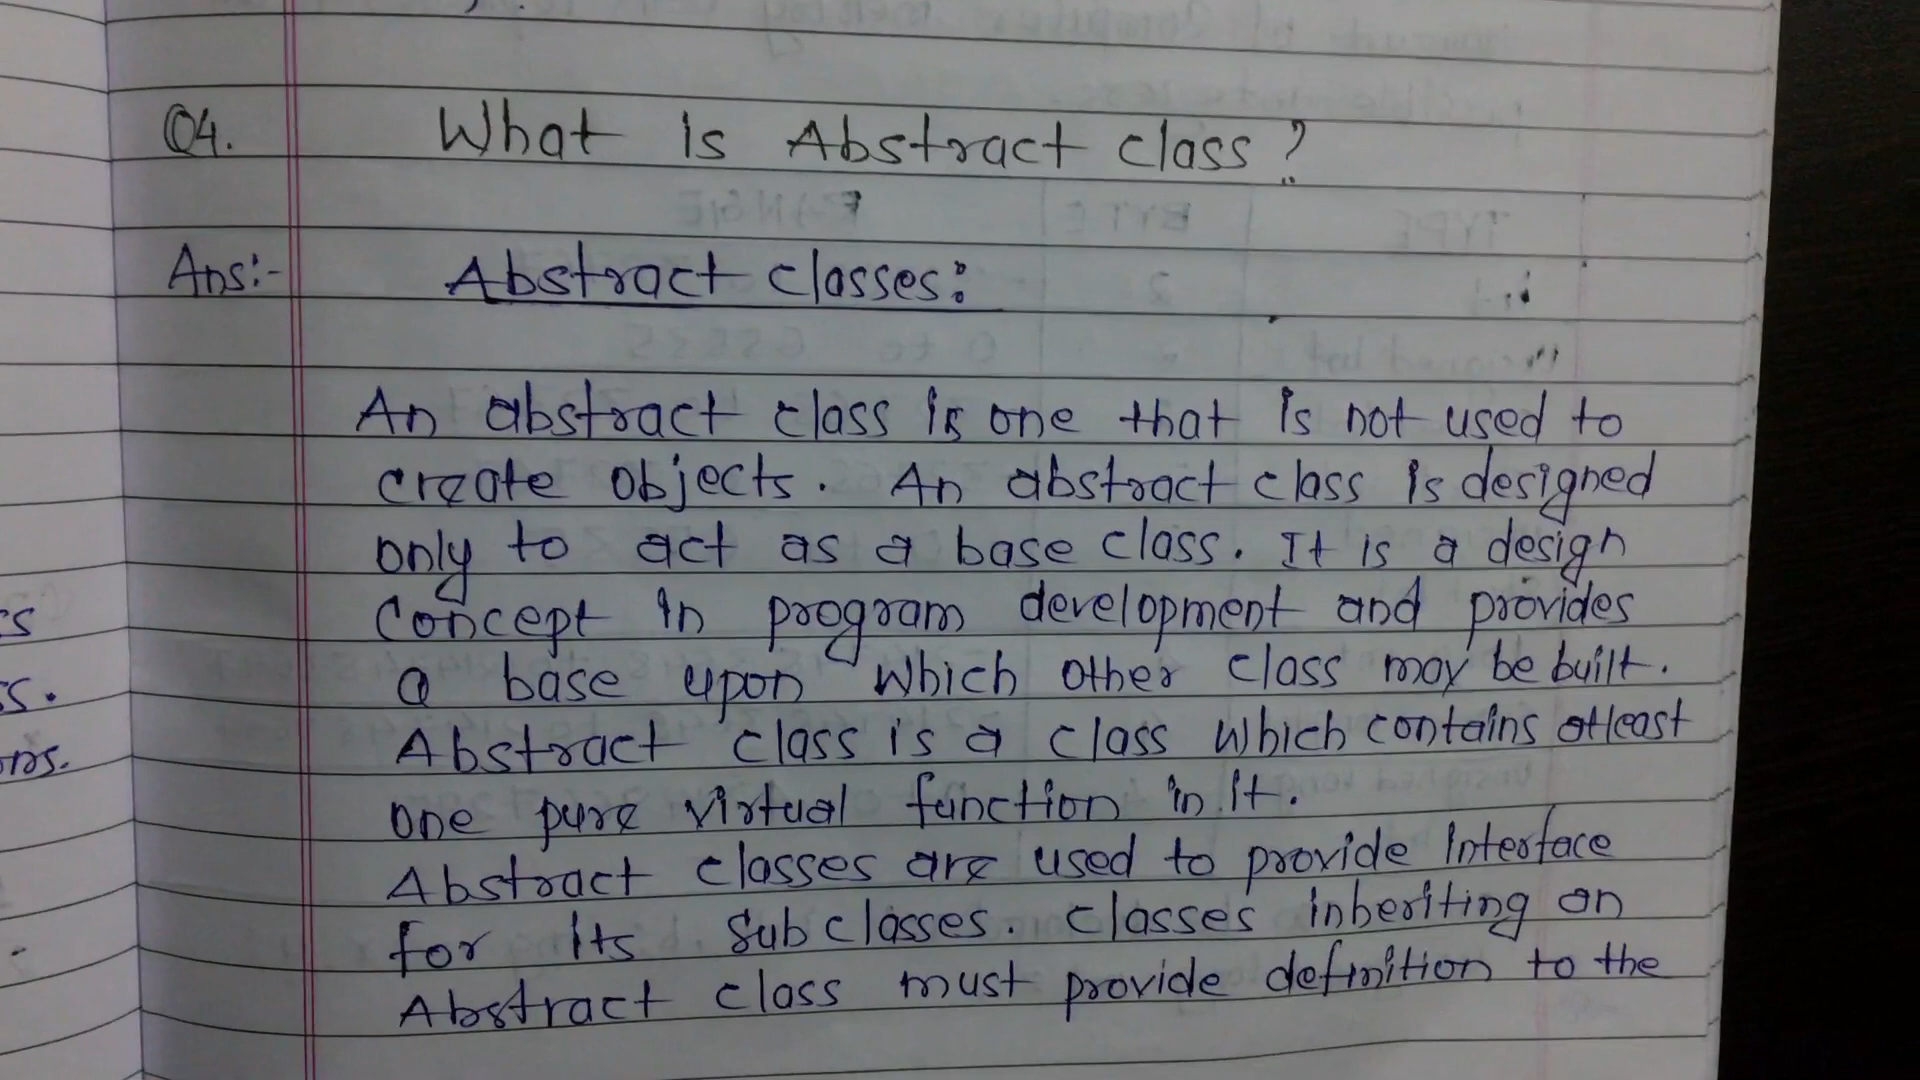 Q4. What is Abstract class?
Ans:- Abstract classes:
An abstract class is one that is not used to
create objects. An abstract class is designed
only to act as a base class. It is a design
concept in program development and provides
a base upon which other class may be built.
Abstract class is a class which contains atleast
one pure virtual function in it.
Abstract classes are used to provide Interface
for its sub classes. Classes inheriting an
Abstract class must provide definition to the